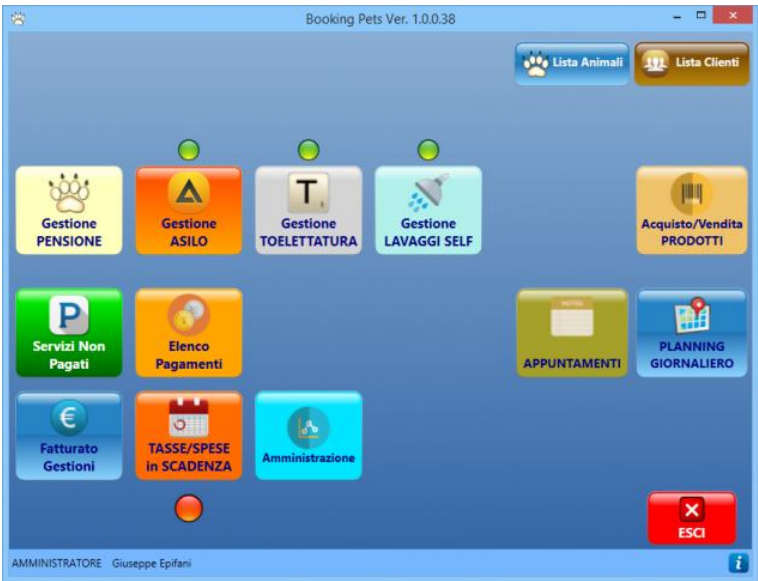 Booking Pets Ver. 1.0.0.38
Lista Animali
Lista Clienti
Gestione
PENSIONE
Gestione
ASILO
T
Gestione
TOELETTATURA
Gestione
LAVAGGI SELF
Acquisto/Vendita
PRODOTTI
P
Servizi Non
Pagati
Elenco
Pagamenti
NOTES
APPUNTAMENTI
PLANNING
GIORNALIERO
€
Fatturato
Gestioni
TASSE/SPESE
in SCADENZA
Amministrazione
ESCI
AMMINISTRATORE Giuseppe Epifani
i